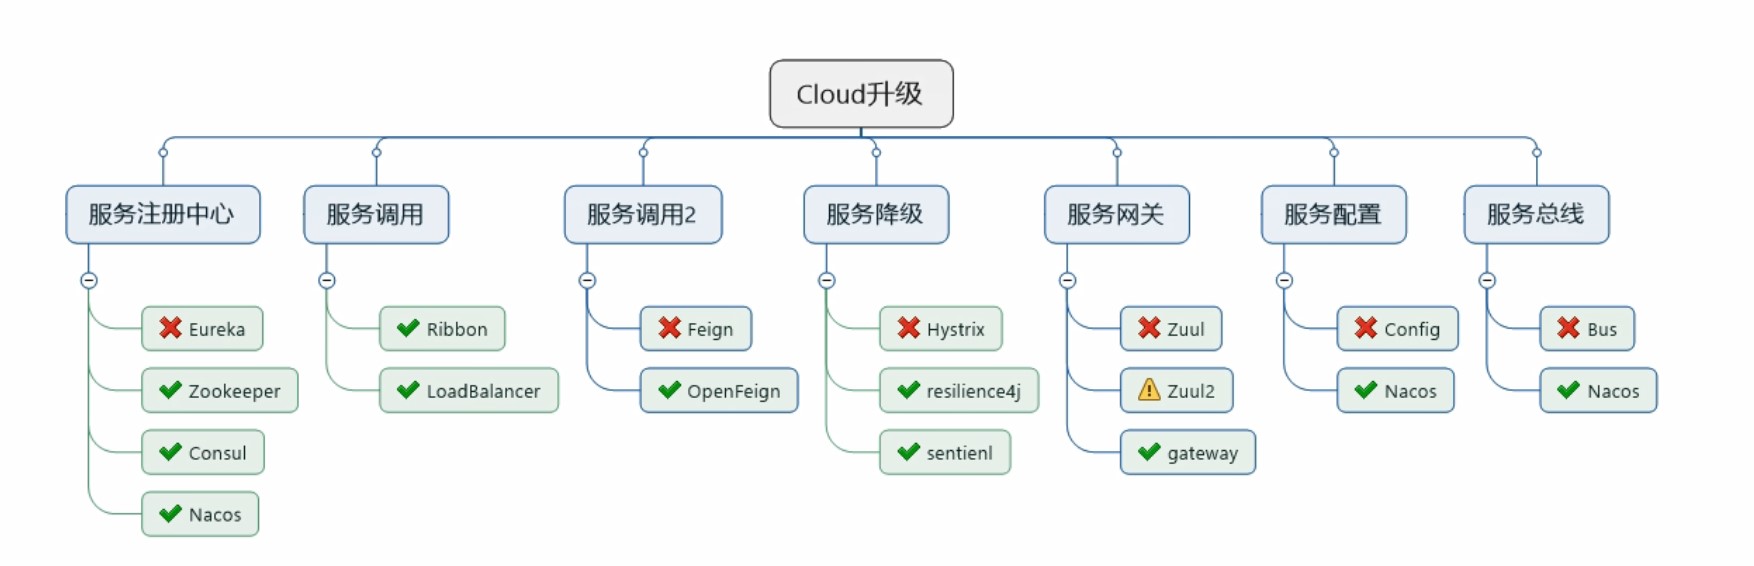 Cloud升级
服务注册中心
服务调用
服务调用2
服务降级
服务网关
服务配置
服务总线
Eureka
Zookeeper
Consul
Nacos
Ribbon
LoadBalancer
Feign
OpenFeign
Hystrix
resilience4j
sentienl
Zuul
Zuul2
gateway
Config
Nacos
Bus
Nacos